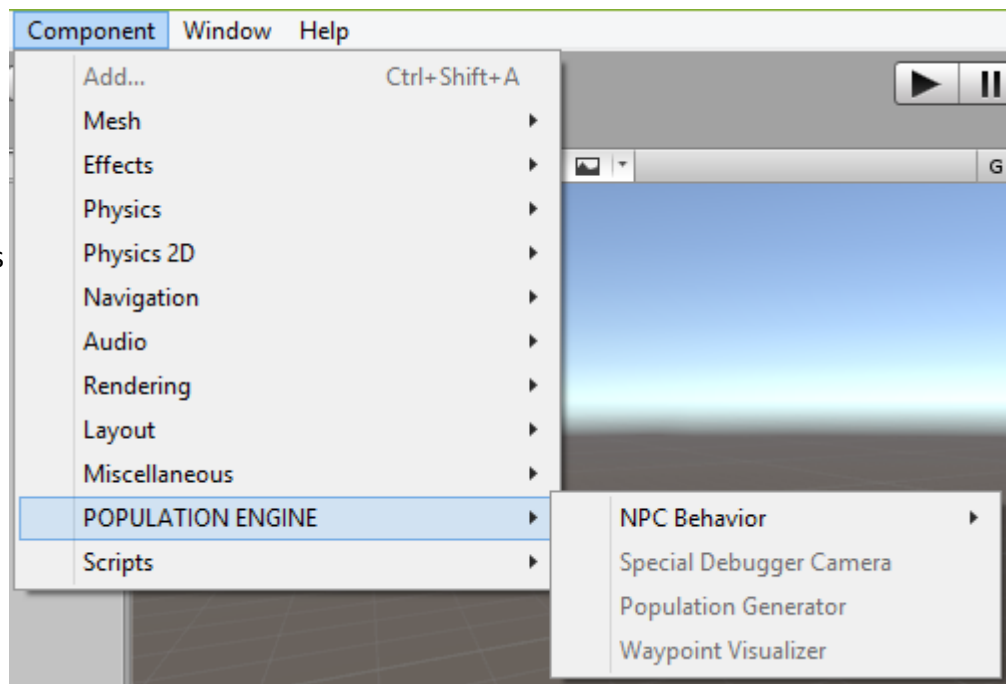 Component Window Help
Add... Ctrl+Shift+A
Mesh
Effects
G
Physics
s
Physics 2D
Navigation
Audio
Rendering
Layout
Miscellaneous
POPULATION ENGINE
NPC Behavior
Scripts
Special Debugger Camera
Population Generator
Waypoint Visualizer